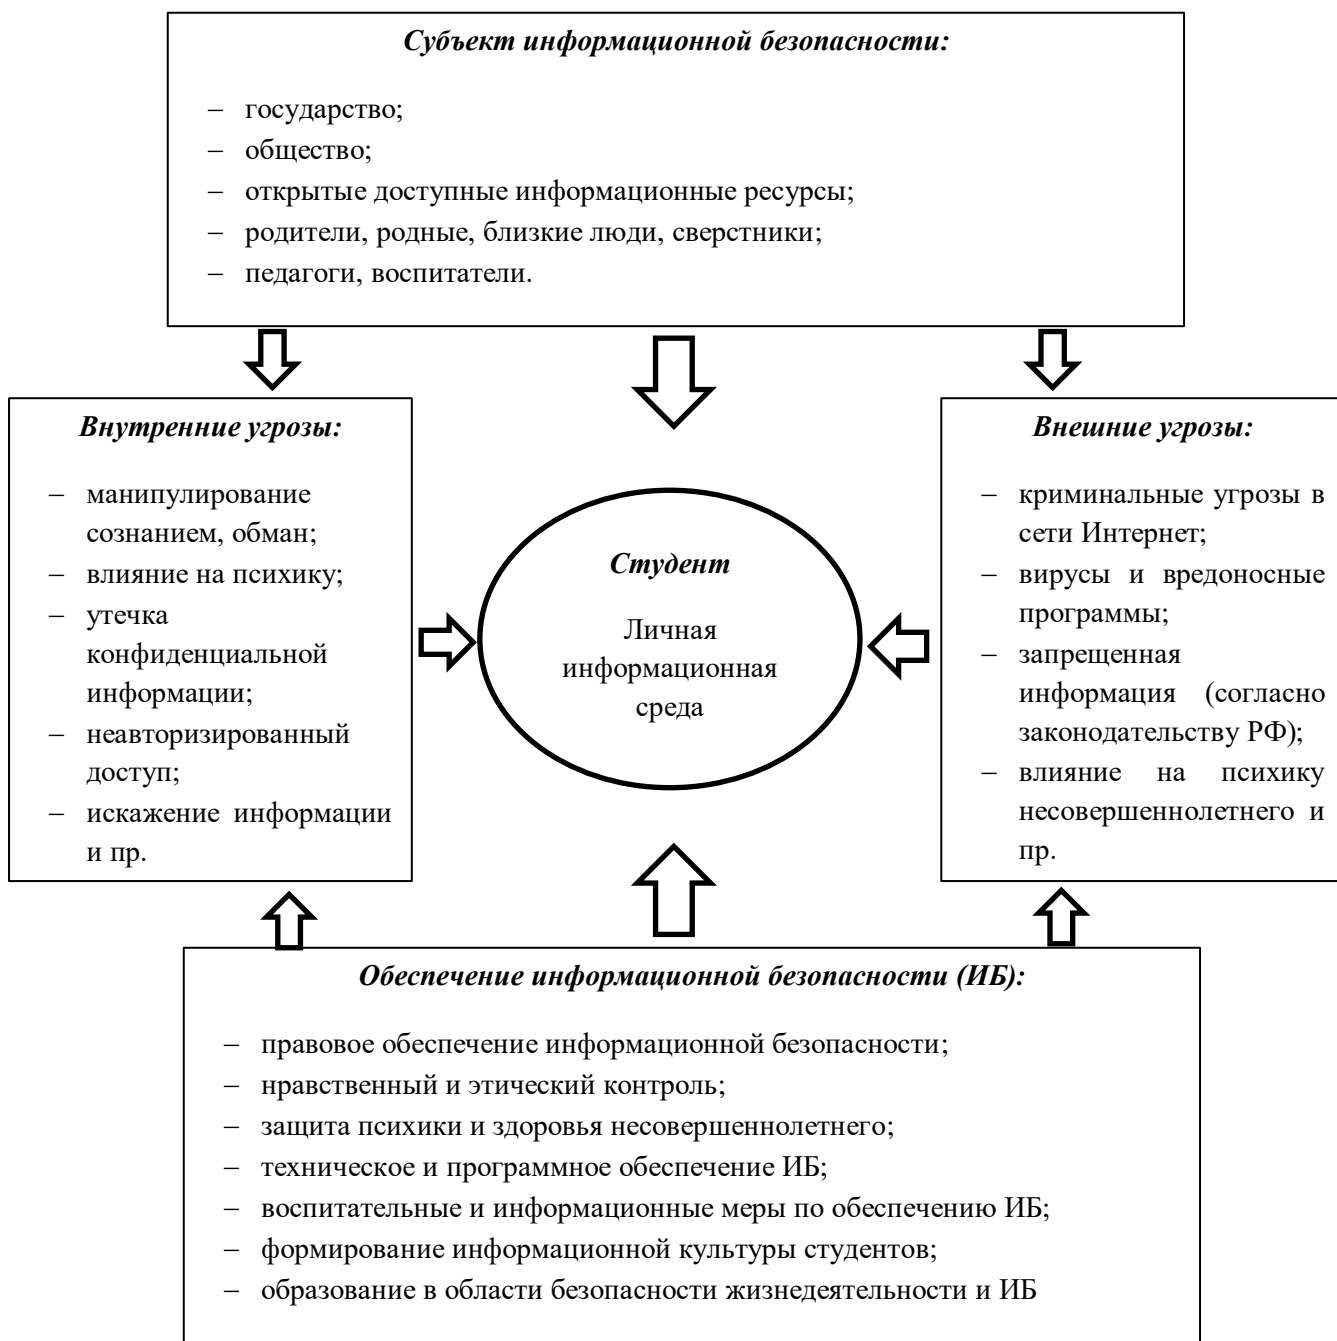 Субъект информационной безопасности:
– государство;
– общество;
– открытые доступные информационные ресурсы;
– родители, родные, близкие люди, сверстники;
– педагоги, воспитатели.
Внутренние угрозы:
– манипулирование
сознанием, обман;
– влияние на психику;
– утечка
конфиденциальной
информации;
– неавторизированный
доступ;
– искажение информации
и пр.
Студент
Личная
информационная
среда
Внешние угрозы:
– криминальные угрозы в
сети Интернет;
– вирусы и вредоносные
программы;
– запрещенная
информация (согласно
законодательству РФ);
– влияние на психику
несовершеннолетнего и
пр.
Обеспечение информационной безопасности (ИБ):
– правовое обеспечение информационной безопасности;
– нравственный и этический контроль;
– защита психики и здоровья несовершеннолетнего;
– техническое и программное обеспечение ИБ;
– воспитательные и информационные меры по обеспечению ИБ;
– формирование информационной культуры студентов;
– образование в области безопасности жизнедеятельности и ИБ